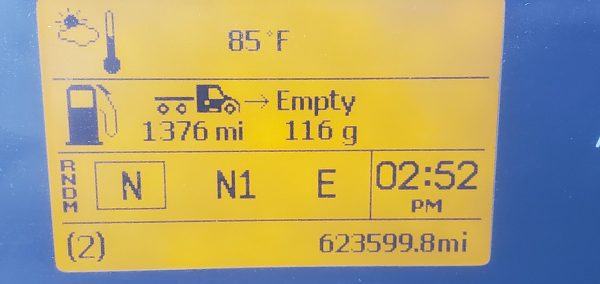 85°F
→ Empty
1376 mi 116 g
RNDM
N N1 E 02:52
PM
(2) 623599.8mi